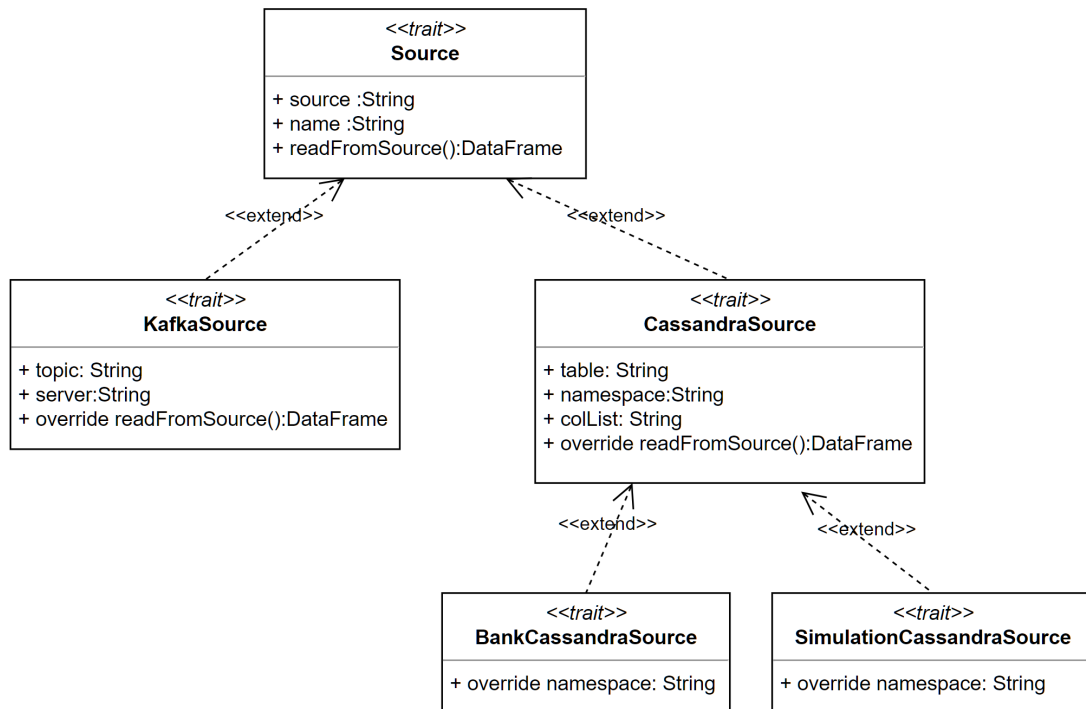 <<trait>>
Source
+ source :String
+ name :String
+ readFromSource():DataFrame
<<extend>>
<<extend>>
<<trait>>
KafkaSource
+ topic: String
+ server:String
+ override readFromSource():DataFrame
<<trait>>
CassandraSource
+ table: String
+ namespace:String
+ colList: String
+ override readFromSource():DataFrame
<<extend>>
<<extend>>
<<trait>>
BankCassandraSource
+ override namespace: String
<<trait>>
SimulationCassandraSource
+ override namespace: String